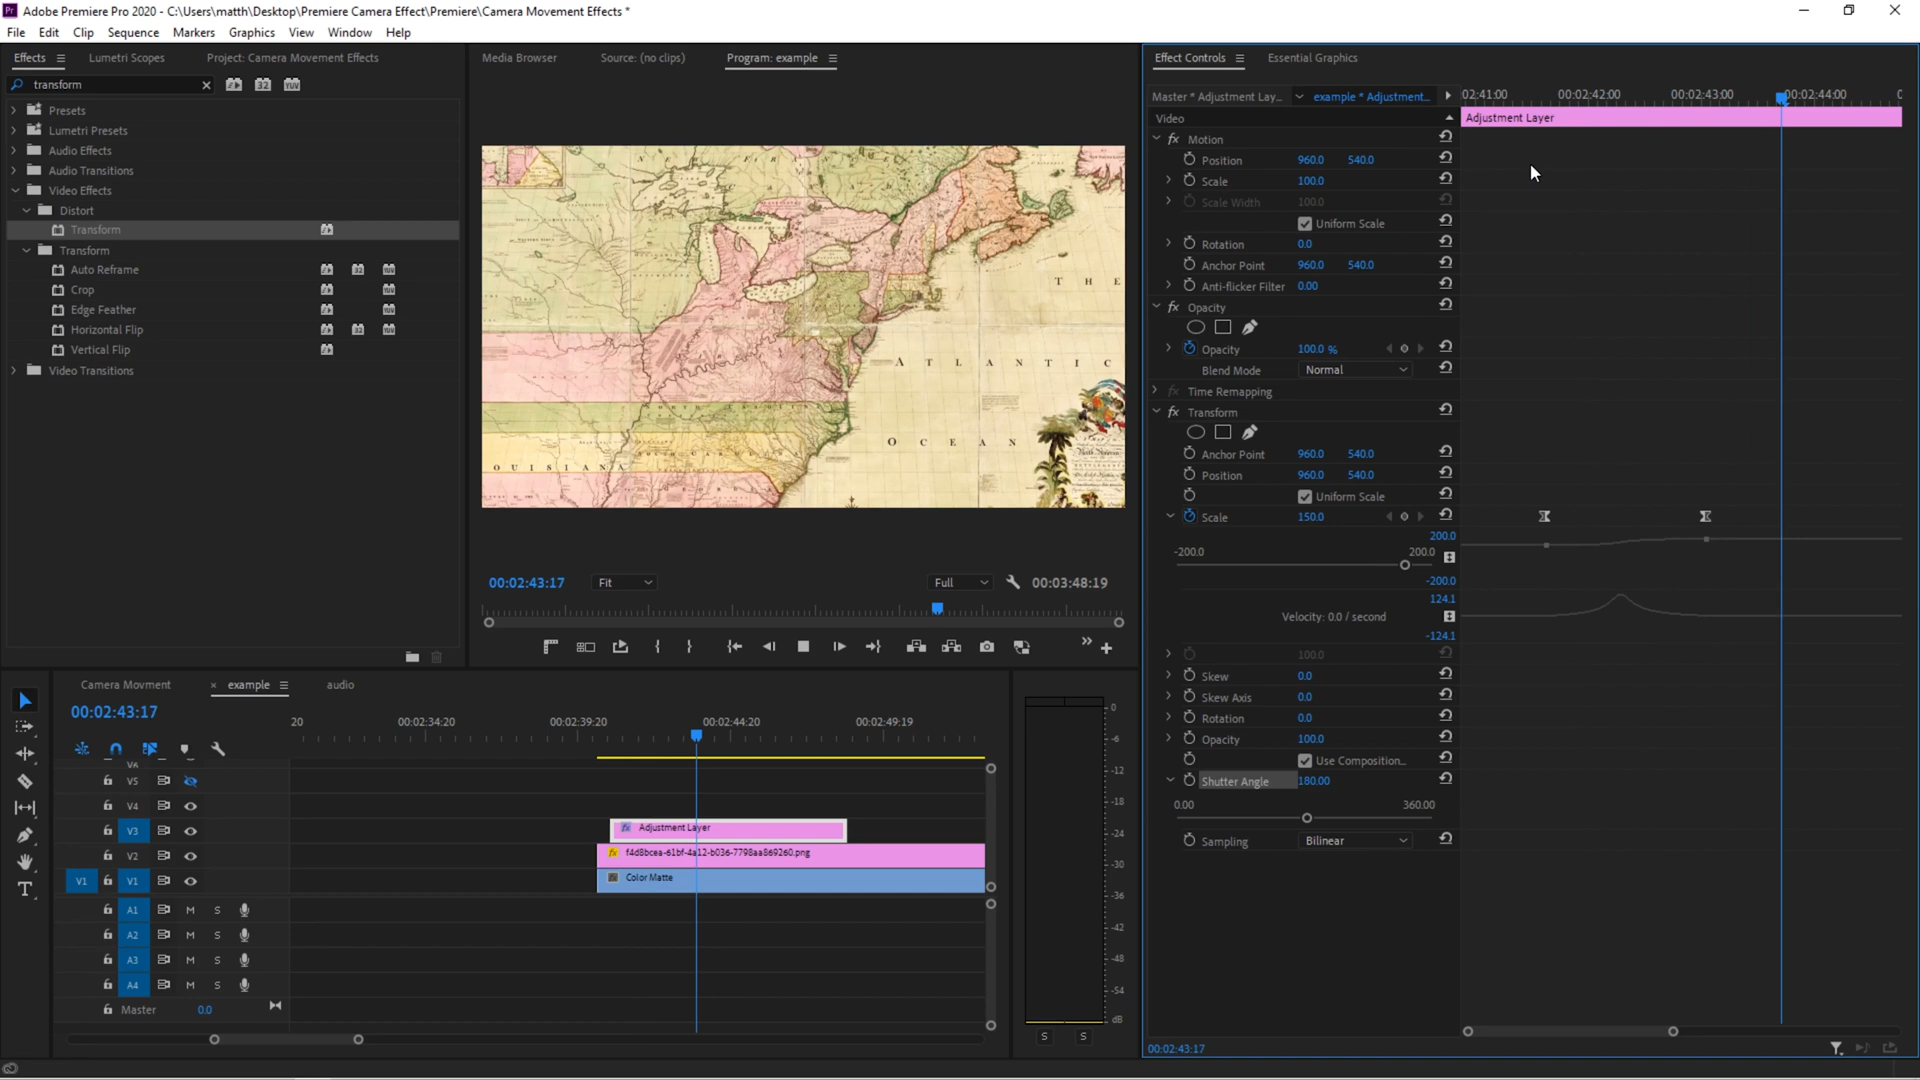 Adobe Premiere Pro 2020 - C:\Users\matth\Desktop\Premiere Camera Effect\Premiere\Camera Movement Effects *
File Edit Clip Sequence Markers Graphics View Window Help
Effects Lumetri Scopes Project: Camera Movement Effects
transform
Presets
Lumetri Presets
Audio Effects
Audio Transitions
Video Effects
Distort
Transform
Transform
Auto Reframe
Crop
Edge Feather
Horizontal Flip
Vertical Flip
Video Transitions
Media Browser Source: (no clips) Program: example
T H E
A T L A N T I C
O C E A N
O U I S I A N A
00:02:43:17 Fit Full 00:03:48:19
Effect Controls Essential Graphics
Master * Adjustment Lay... example * Adjustment...
02:41:00 00:02:42:00 00:02:43:00 00:02:44:00
Video
Adjustment Layer
Motion
Position 960.0 540.0
Scale 100.0
Scale Width 100.0
Uniform Scale
Rotation 0.0
Anchor Point 960.0 540.0
Anti-flicker Filter 0.00
Opacity
Opacity 100.0 %
Blend Mode Normal
Time Remapping
Transform
Anchor Point 960.0 540.0
Position 960.0 540.0
Uniform Scale
Scale 150.0
200.0
-200.0 200.0
-200.0
124.1
Velocity: 0.0 / second
-124.1
100.0
Skew 0.0
Skew Axis 0.0
Rotation 0.0
Opacity 100.0
Use Composition...
Shutter Angle 180.00
0.00 360.00
Sampling Bilinear
00:02:43:17
Camera Movment × example audio
00:02:43:17
20 00:02:34:20 00:02:39:20 00:02:44:20 00:02:49:19
V5
V4
V3 Adjustment Layer
V2 f4d8bcea-61bf-4a12-b036-7798aa869260.png
V1 V1 Color Matte
A1 M S
A2 M S
A3 M S
A4 M S
Master 0.0
0
-6
-12
-18
-24
-30
-36
-42
-48
-54
dB
S S